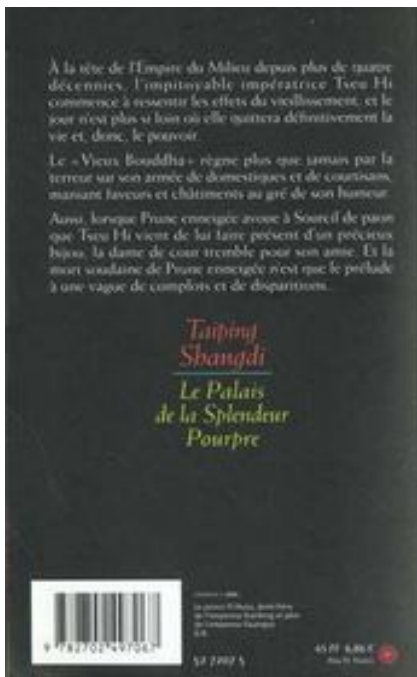 À la tête de l'Empire du Milieu depuis plus de quatre
décennies, l'impitoyable impératrice Tseu Hi
commence à ressentir les effets du vieillissement, et le
jour n'est plus si loin où elle quittera définitivement la
vie et, donc, le pouvoir.
Le «Vieux Bouddha» règne plus que jamais par la
terreur sur son armée de domestiques et de courtisans,
maniant faveurs et châtiments au gré de son humeur.
Aussi, lorsque Prune enneigée avoue à Sourcil de paon
que Tseu Hi vient de lui faire présent d'un précieux
bijou, la dame de cour tremble pour son amie. Et la
mort soudaine de Prune enneigée n'est que le prélude
à une vague de complots et de disparitions...
Taiping
Shangdi
Le Palais
de la Splendeur
Pourpre
9 782702 497067
45 FF 6,86 €